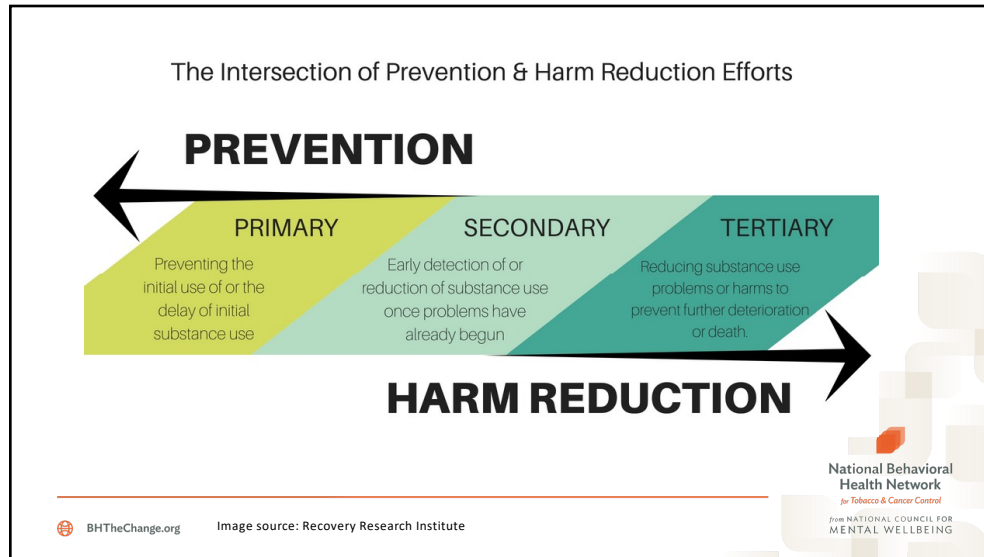 The Intersection of Prevention & Harm Reduction Efforts
PREVENTION
PRIMARY
Preventing the
initial use of or the
delay of initial
substance use
SECONDARY
Early detection of or
reduction of substance use
once problems have
already begun
TERTIARY
Reducing substance use
problems or harms to
prevent further deterioration
or death.
HARM REDUCTION
National Behavioral
Health Network
for Tobacco & Cancer Control
from NATIONAL COUNCIL FOR
MENTAL WELLBEING
BHTheChange.org
Image source: Recovery Research Institute